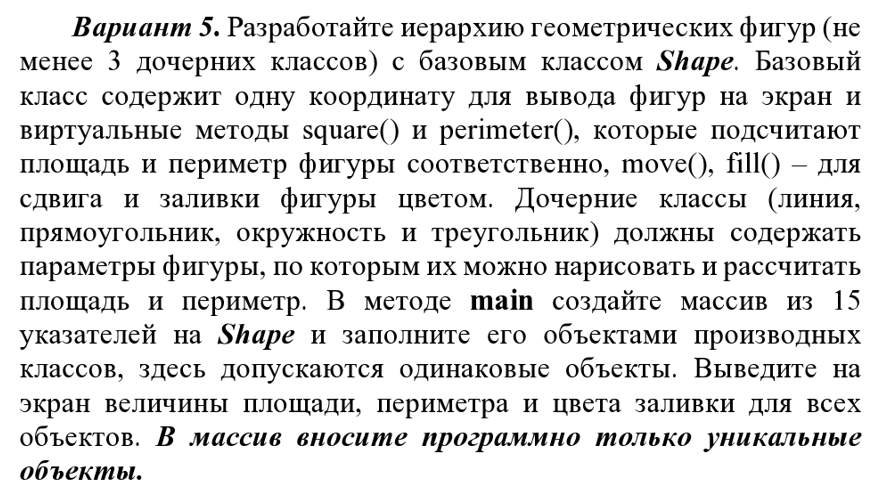 Вариант 5. Разработайте иерархию геометрических фигур (не
менее 3 дочерних классов) с базовым классом Shape. Базовый
класс содержит одну координату для вывода фигур на экран и
виртуальные методы square() и perimeter(), которые подсчитают
площадь и периметр фигуры соответственно, move(), fill() – для
сдвига и заливки фигуры цветом. Дочерние классы (линия,
прямоугольник, окружность и треугольник) должны содержать
параметры фигуры, по которым их можно нарисовать и рассчитать
площадь и периметр. В методе main создайте массив из 15
указателей на Shape и заполните его объектами производных
классов, здесь допускаются одинаковые объекты. Выведите на
экран величины площади, периметра и цвета заливки для всех
объектов. В массив вносите программно только уникальные
объекты.